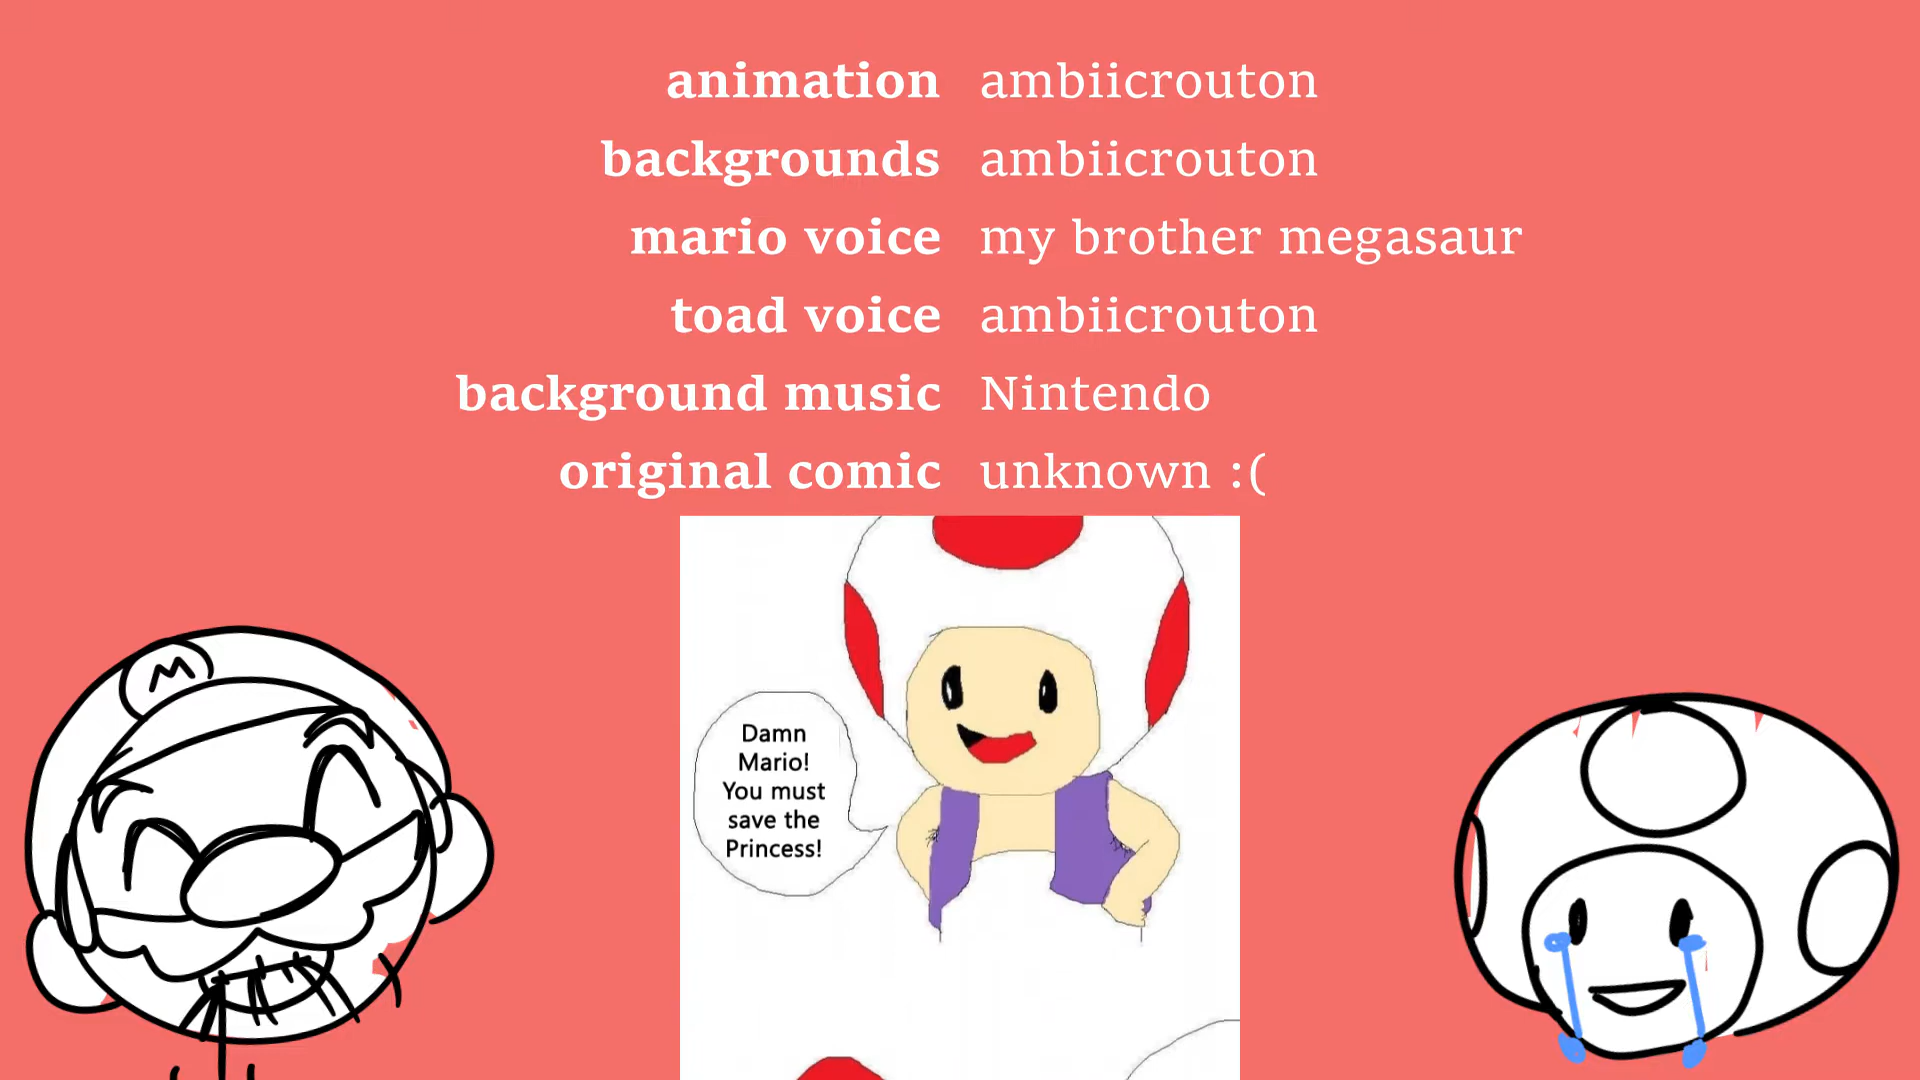 animation ambiicrouton
backgrounds ambiicrouton
mario voice my brother megasaur
toad voice ambiicrouton
background music Nintendo
original comic unknown :(
M
Damn
Mario!
You must
save the
Princess!